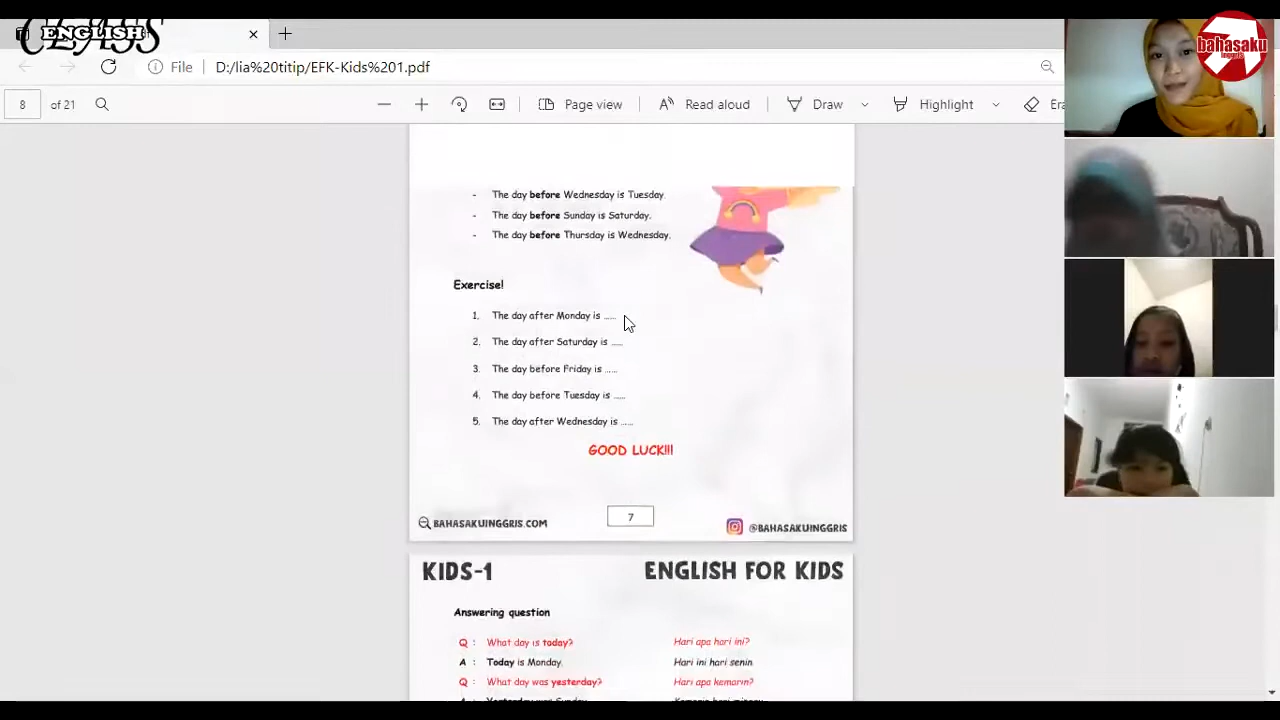 ENGLISH
CLASS
bahasaku
inggris
File
D:/lia%20titip/EFK-Kids%201.pdf
8
of 21
Page view
Read aloud
Draw
Highlight
Era
- The day before Wednesday is Tuesday.
- The day before Sunday is Saturday.
- The day before Thursday is Wednesday.
Exercise!
1. The day after Monday is ......
2. The day after Saturday is .....
3. The day before Friday is ......
4. The day before Tuesday is ......
5. The day after Wednesday is ......
GOOD LUCK!!!
BAHASAKUINGGRIS.COM
7
@BAHASAKUINGGRIS
KIDS-1
ENGLISH FOR KIDS
Answering question
Q : What day is today?
Hari apa hari ini?
A : Today is Monday.
Hari ini hari senin.
Q : What day was yesterday?
Hari apa kemarin?